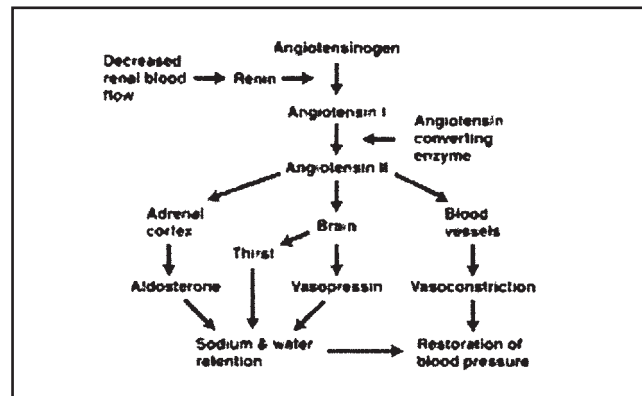 Angiotensinogen
Decreased
renal blood
flow
Renin
Angiotensin I
Angiotensin
converting
enzyme
Angiotensin II
Adrenal
cortex
Brain
Blood
vessels
Thirst
Aldosterone
Vasopressin
Vasoconstriction
Sodium & water
retention
Restoration of
blood pressure